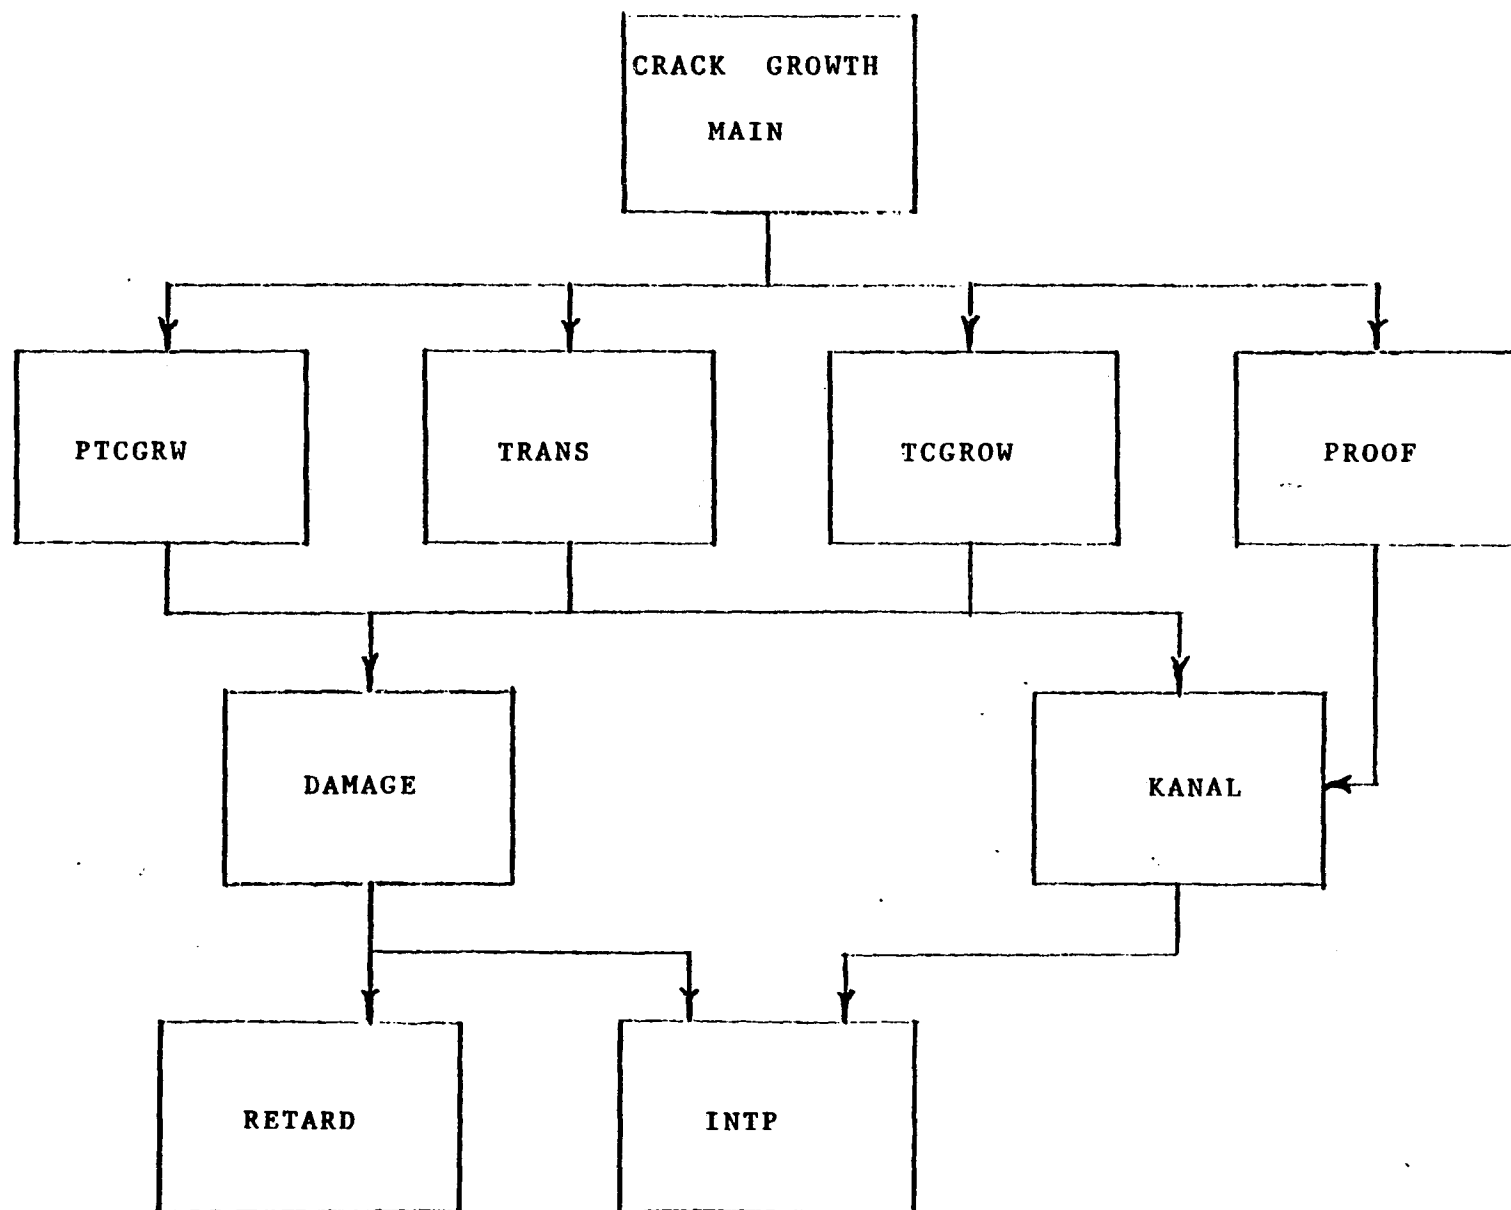 CRACK GROWTH
MAIN
PTCGRW
TRANS
TCGROW
PROOF
DAMAGE
KANAL
RETARD
INTP